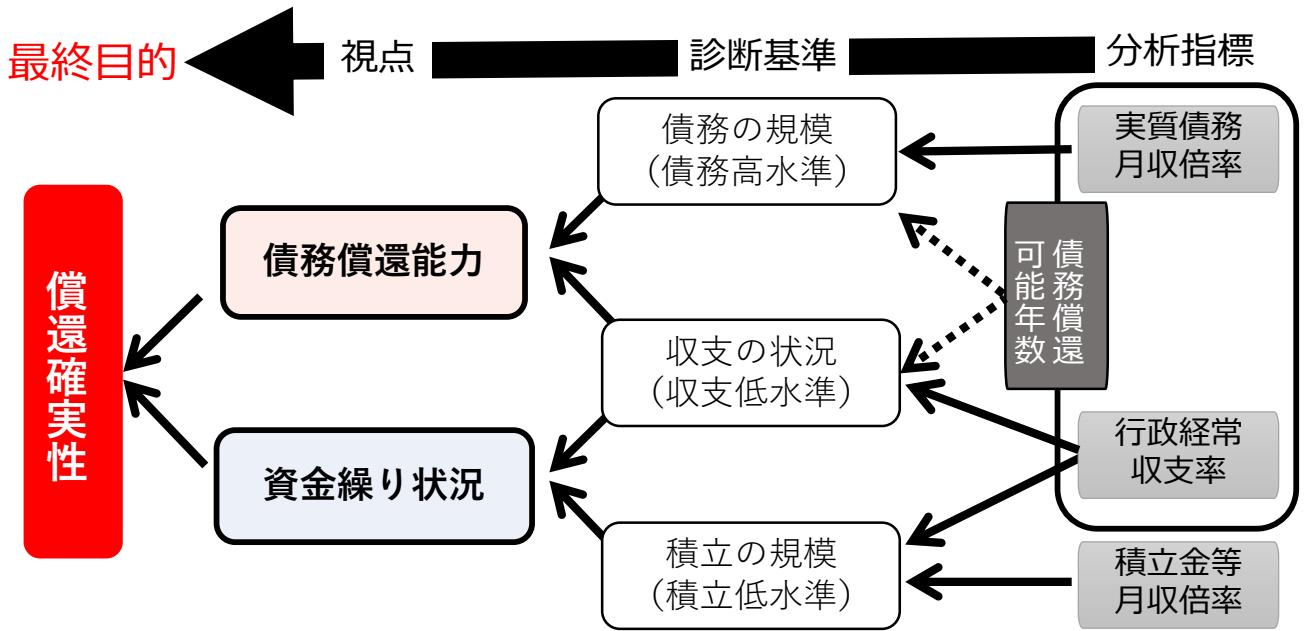 最終目的
視点
診断基準
分析指標
償還確実性
債務償還能力
資金繰り状況
債務の規模
（債務高水準）
収支の状況
（収支低水準）
積立の規模
（積立低水準）
実質債務
月収倍率
債務償還
可能年数
行政経常
収支率
積立金等
月収倍率